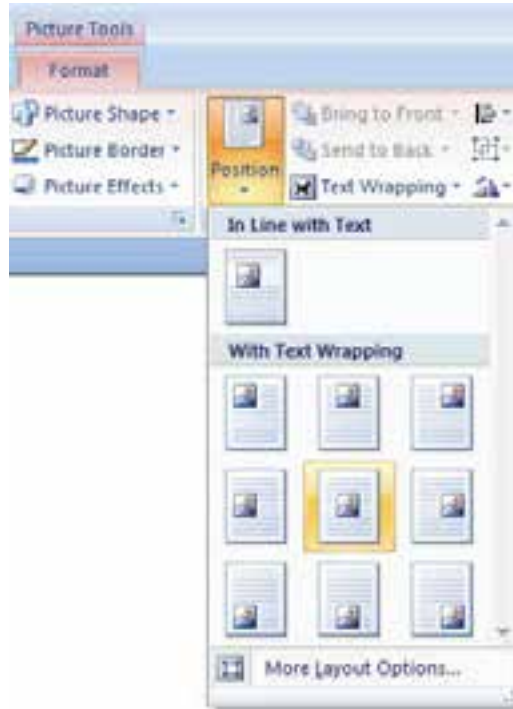 Picture Tools
Format
Picture Shape
Picture Border
Picture Effects
Position
Bring to Front
Send to Back
Text Wrapping
In Line with Text
With Text Wrapping
More Layout Options...